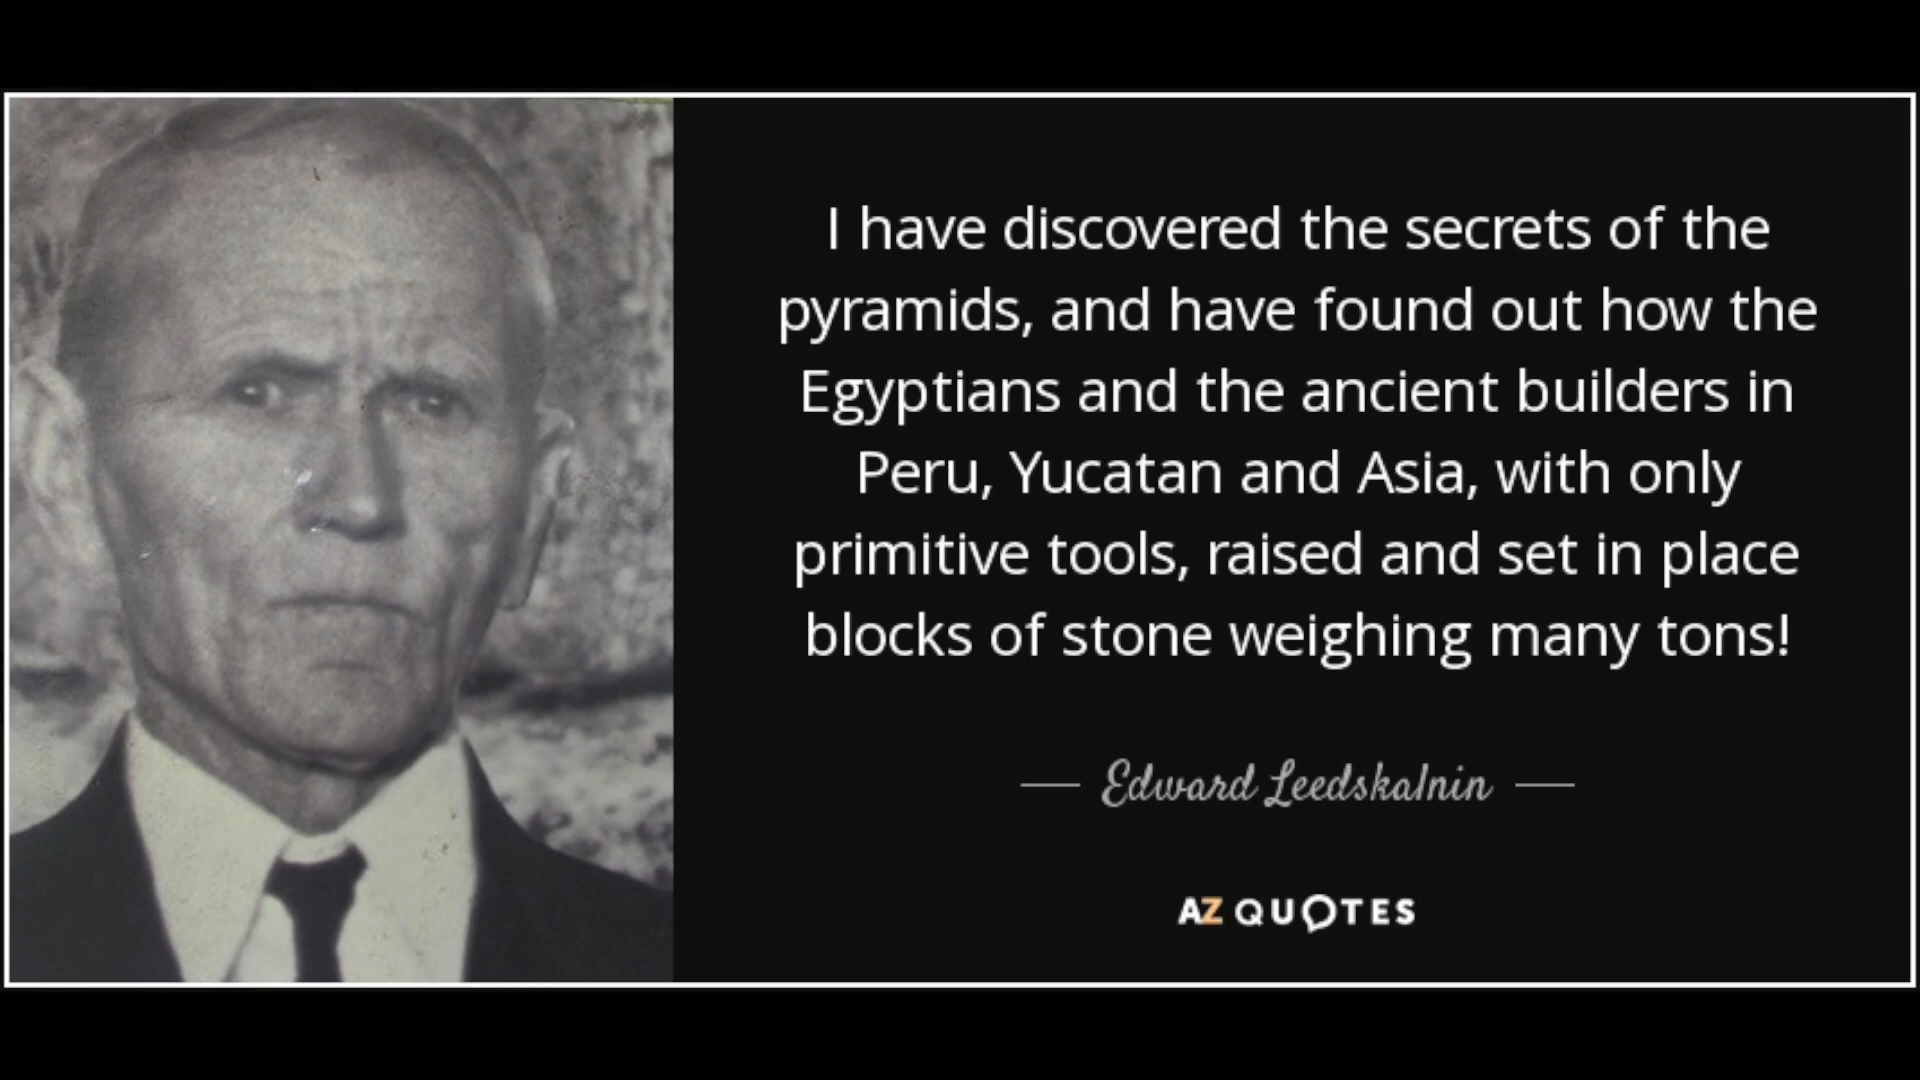 I have discovered the secrets of the
pyramids, and have found out how the
Egyptians and the ancient builders in
Peru, Yucatan and Asia, with only
primitive tools, raised and set in place
blocks of stone weighing many tons!
Edward Leedskalnin
AZ QUOTES